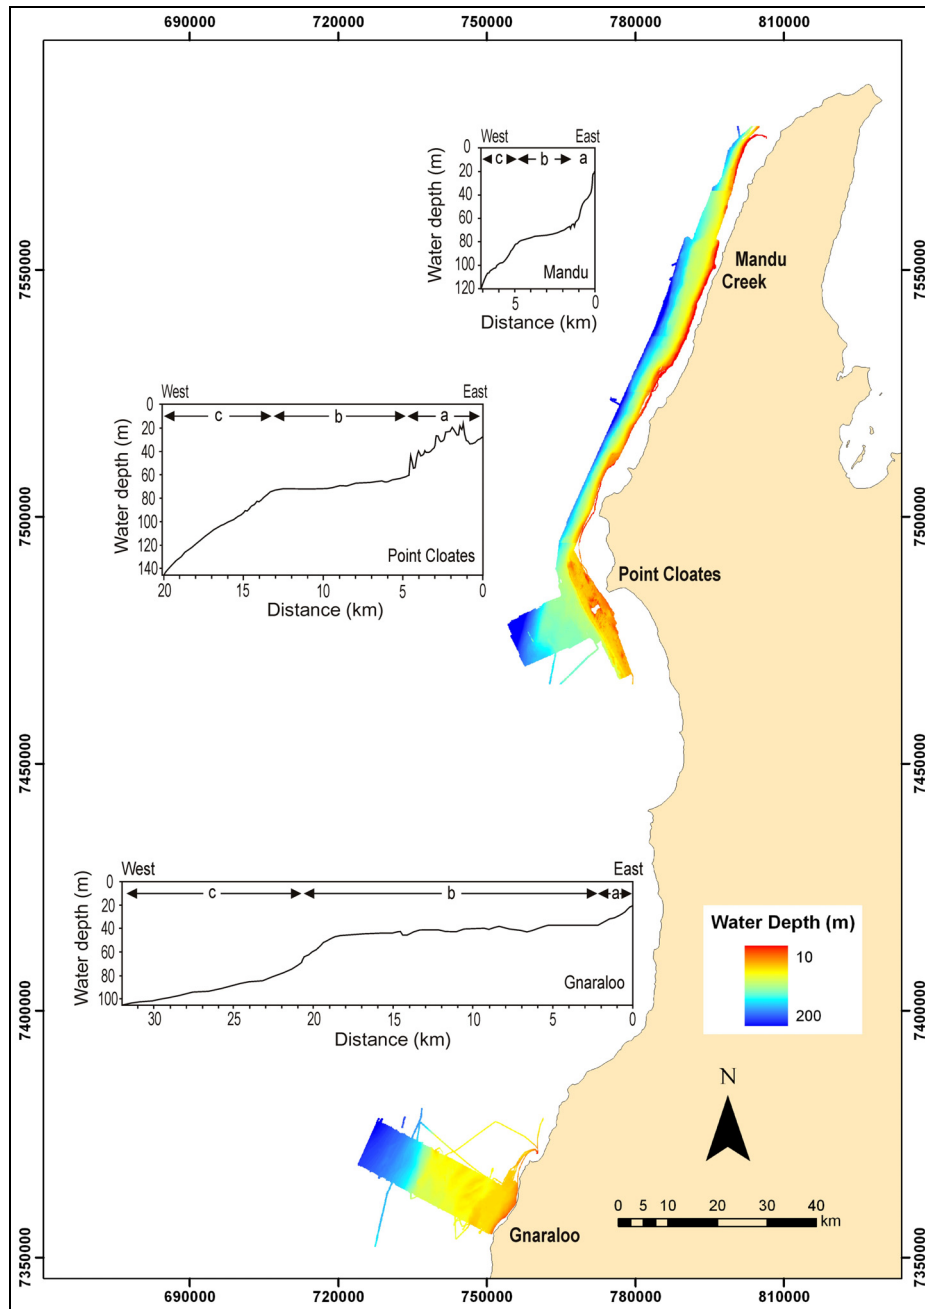 690000 720000 750000 780000 810000
7550000
7500000
7450000
7400000
7350000
West East
c b a
0
20
40
60
80
100
120
Water depth (m)
Mandu
5 0
Distance (km)
Mandu
Creek
West East
c b a
0
20
40
60
80
100
120
140
Water depth (m)
Point Cloates
20 15 10 5 0
Distance (km)
Point Cloates
West East
c b a
0
20
40
60
80
100
Water depth (m)
Gnaraloo
30 25 20 15 10 5 0
Distance (km)
Water Depth (m)
10
200
N
0 5 10 20 30 40
km
Gnaraloo
7550000
7500000
7450000
7400000
7350000
690000 720000 750000 780000 810000